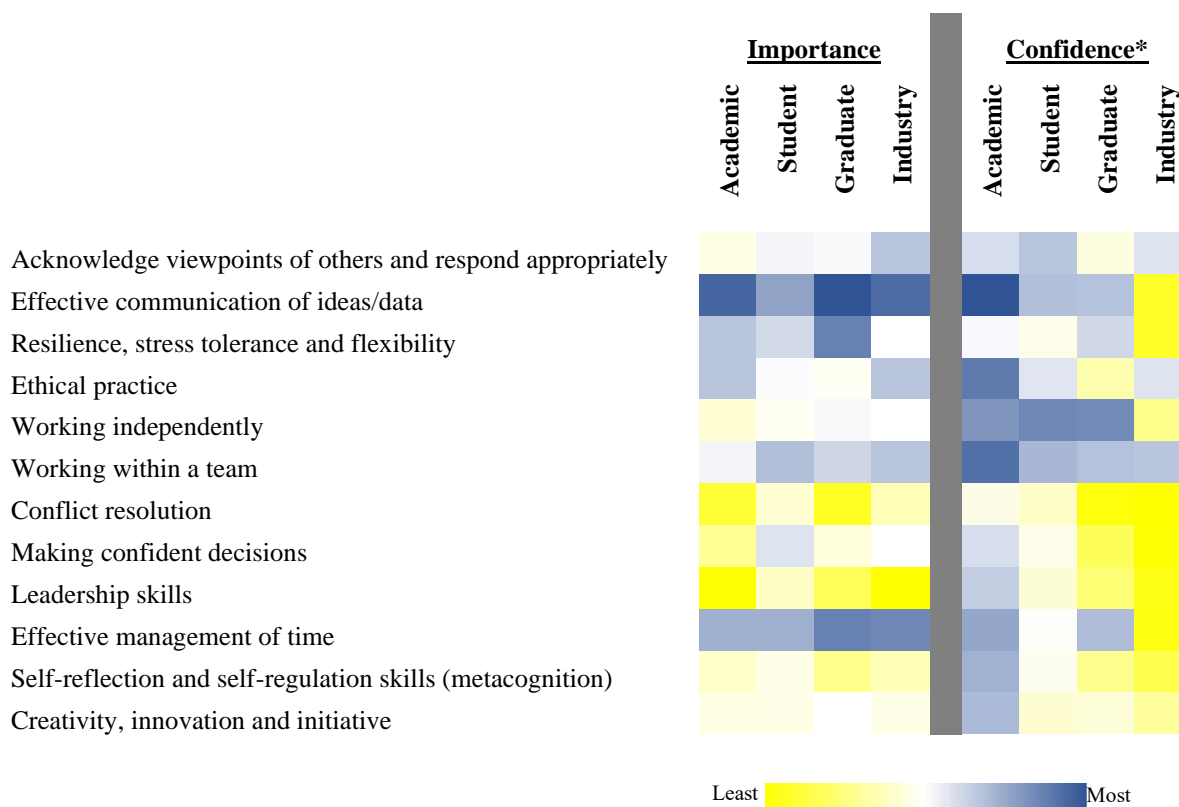 Importance Confidence*
Academic Student Graduate Industry Academic Student Graduate Industry
Acknowledge viewpoints of others and respond appropriately
Effective communication of ideas/data
Resilience, stress tolerance and flexibility
Ethical practice
Working independently
Working within a team
Conflict resolution
Making confident decisions
Leadership skills
Effective management of time
Self-reflection and self-regulation skills (metacognition)
Creativity, innovation and initiative
Least Most